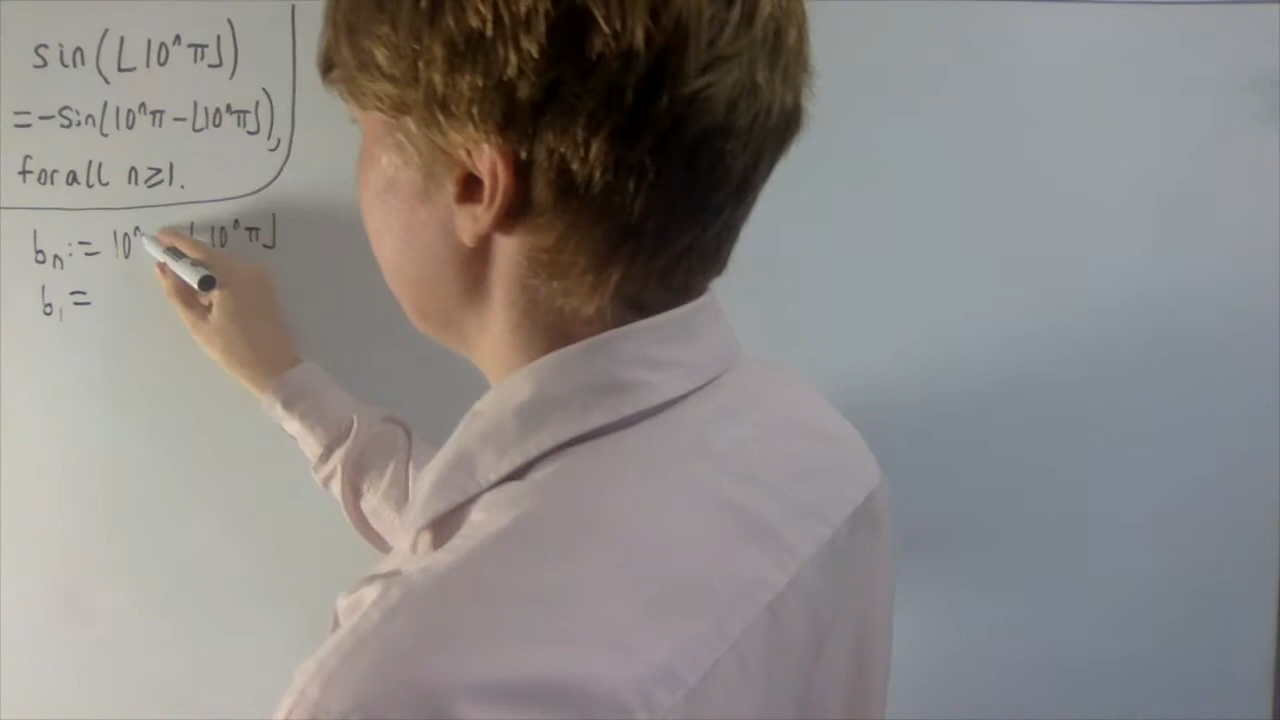 sin(⌊10ⁿπ⌋)
=-sin(10ⁿπ-⌊10ⁿπ⌋),
for all n≥1.
bₙ:= 10ⁿ ⌊10ⁿπ⌋
b₁=